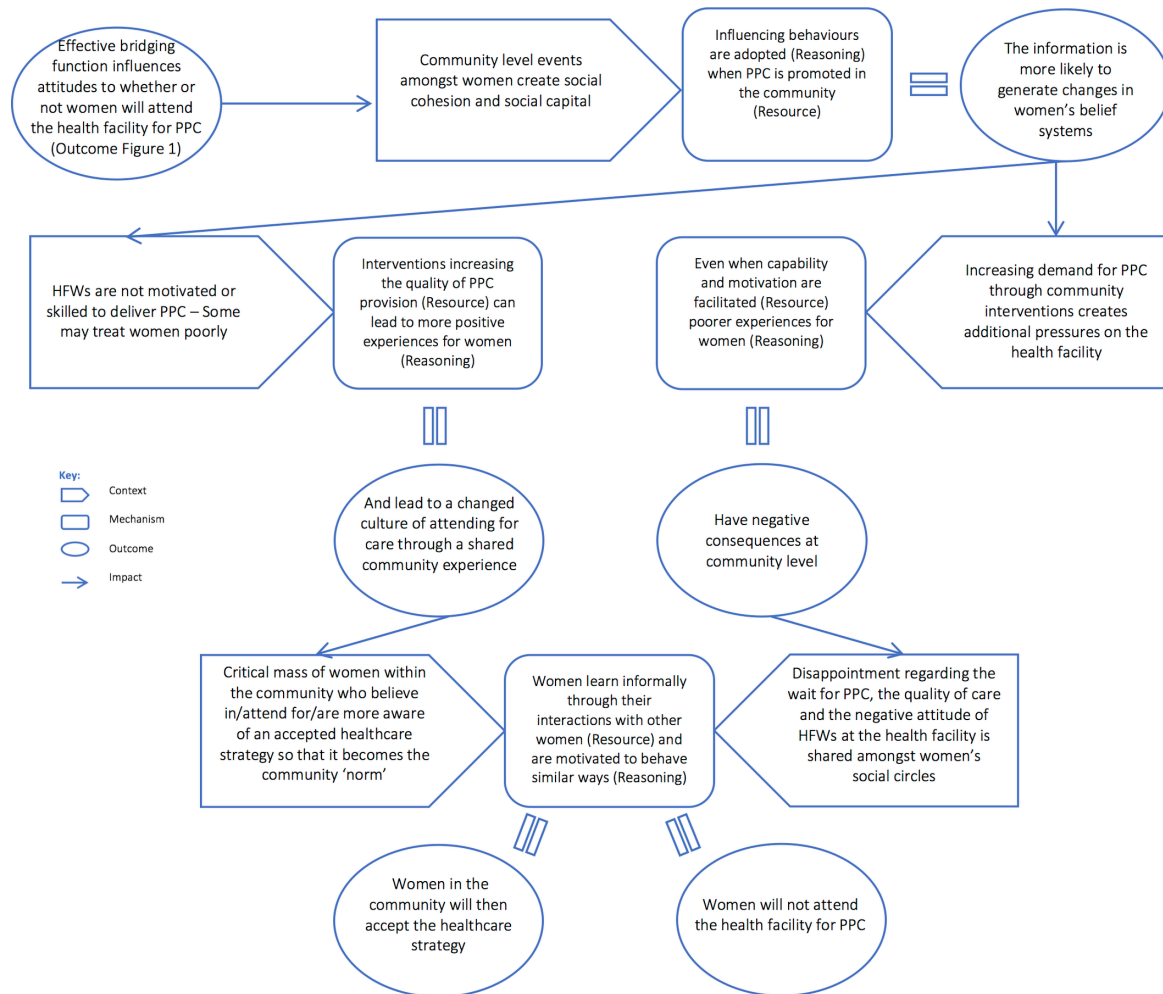 Effective bridging
function influences
attitudes to whether or
not women will attend
the health facility for PPC
(Outcome Figure 1)
Community level events
amongst women create social
cohesion and social capital
Influencing behaviours
are adopted (Reasoning)
when PPC is promoted in
the community
(Resource)
The information is
more likely to
generate changes in
women’s belief
systems
HFWs are not motivated or
skilled to deliver PPC – Some
may treat women poorly
Interventions increasing
the quality of PPC
provision (Resource) can
lead to more positive
experiences for women
(Reasoning)
Even when capability
and motivation are
facilitated (Resource)
poorer experiences for
women (Reasoning)
Increasing demand for PPC
through community
interventions creates
additional pressures on the
health facility
Key:
Context
Mechanism
Outcome
Impact
And lead to a changed
culture of attending for
care through a shared
community experience
Have negative
consequences at
community level
Critical mass of women within
the community who believe
in/attend for/are more aware
of an accepted healthcare
strategy so that it becomes the
community ‘norm’
Women learn informally
through their
interactions with other
women (Resource) and
are motivated to behave
similar ways (Reasoning)
Disappointment regarding the
wait for PPC, the quality of care
and the negative attitude of
HFWs at the health facility is
shared amongst women’s
social circles
Women in the
community will then
accept the healthcare
strategy
Women will not attend
the health facility for PPC